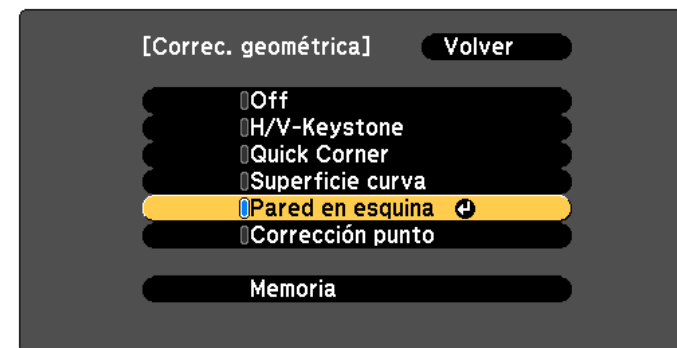 [Correc. geométrica] Volver
Off
H/V-Keystone
Quick Corner
Superficie curva
Pared en esquina
Corrección punto
Memoria